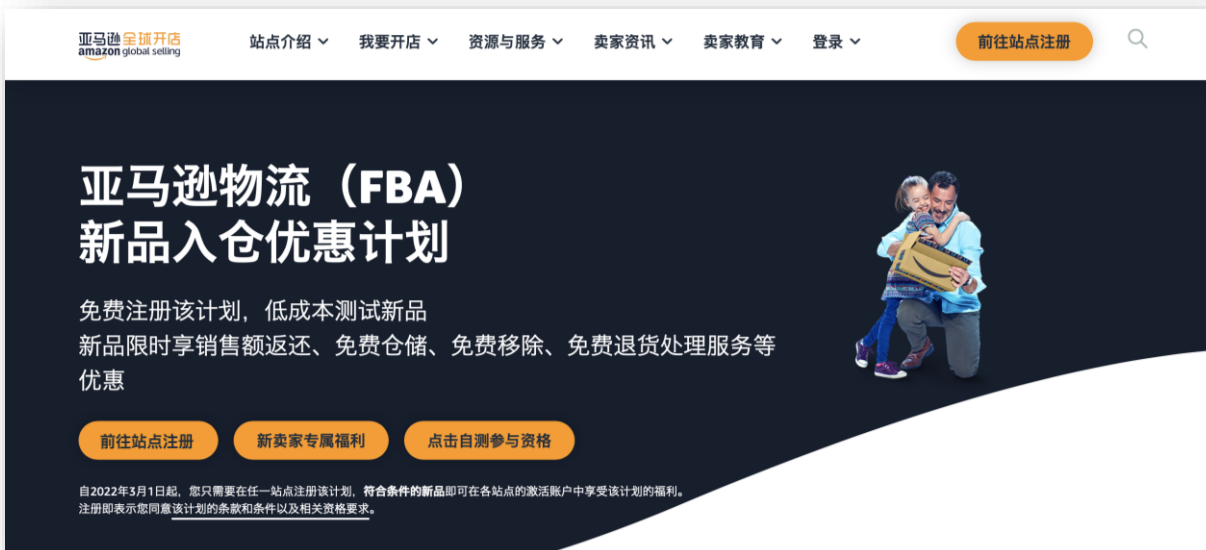 亚马逊全球开店
amazon global selling
站点介绍 我要开店 资源与服务 卖家资讯 卖家教育 登录 前往站点注册
亚马逊物流（FBA）
新品入仓优惠计划
免费注册该计划，低成本测试新品
新品限时享销售额返还、免费仓储、免费移除、免费退货处理服务等
优惠
前往站点注册 新卖家专属福利 点击自测参与资格
自2022年3月1日起，您只需要在任一站点注册该计划，符合条件的新品即可在各站点的激活账户中享受该计划的福利。
注册即表示您同意该计划的条款和条件以及相关资格要求。